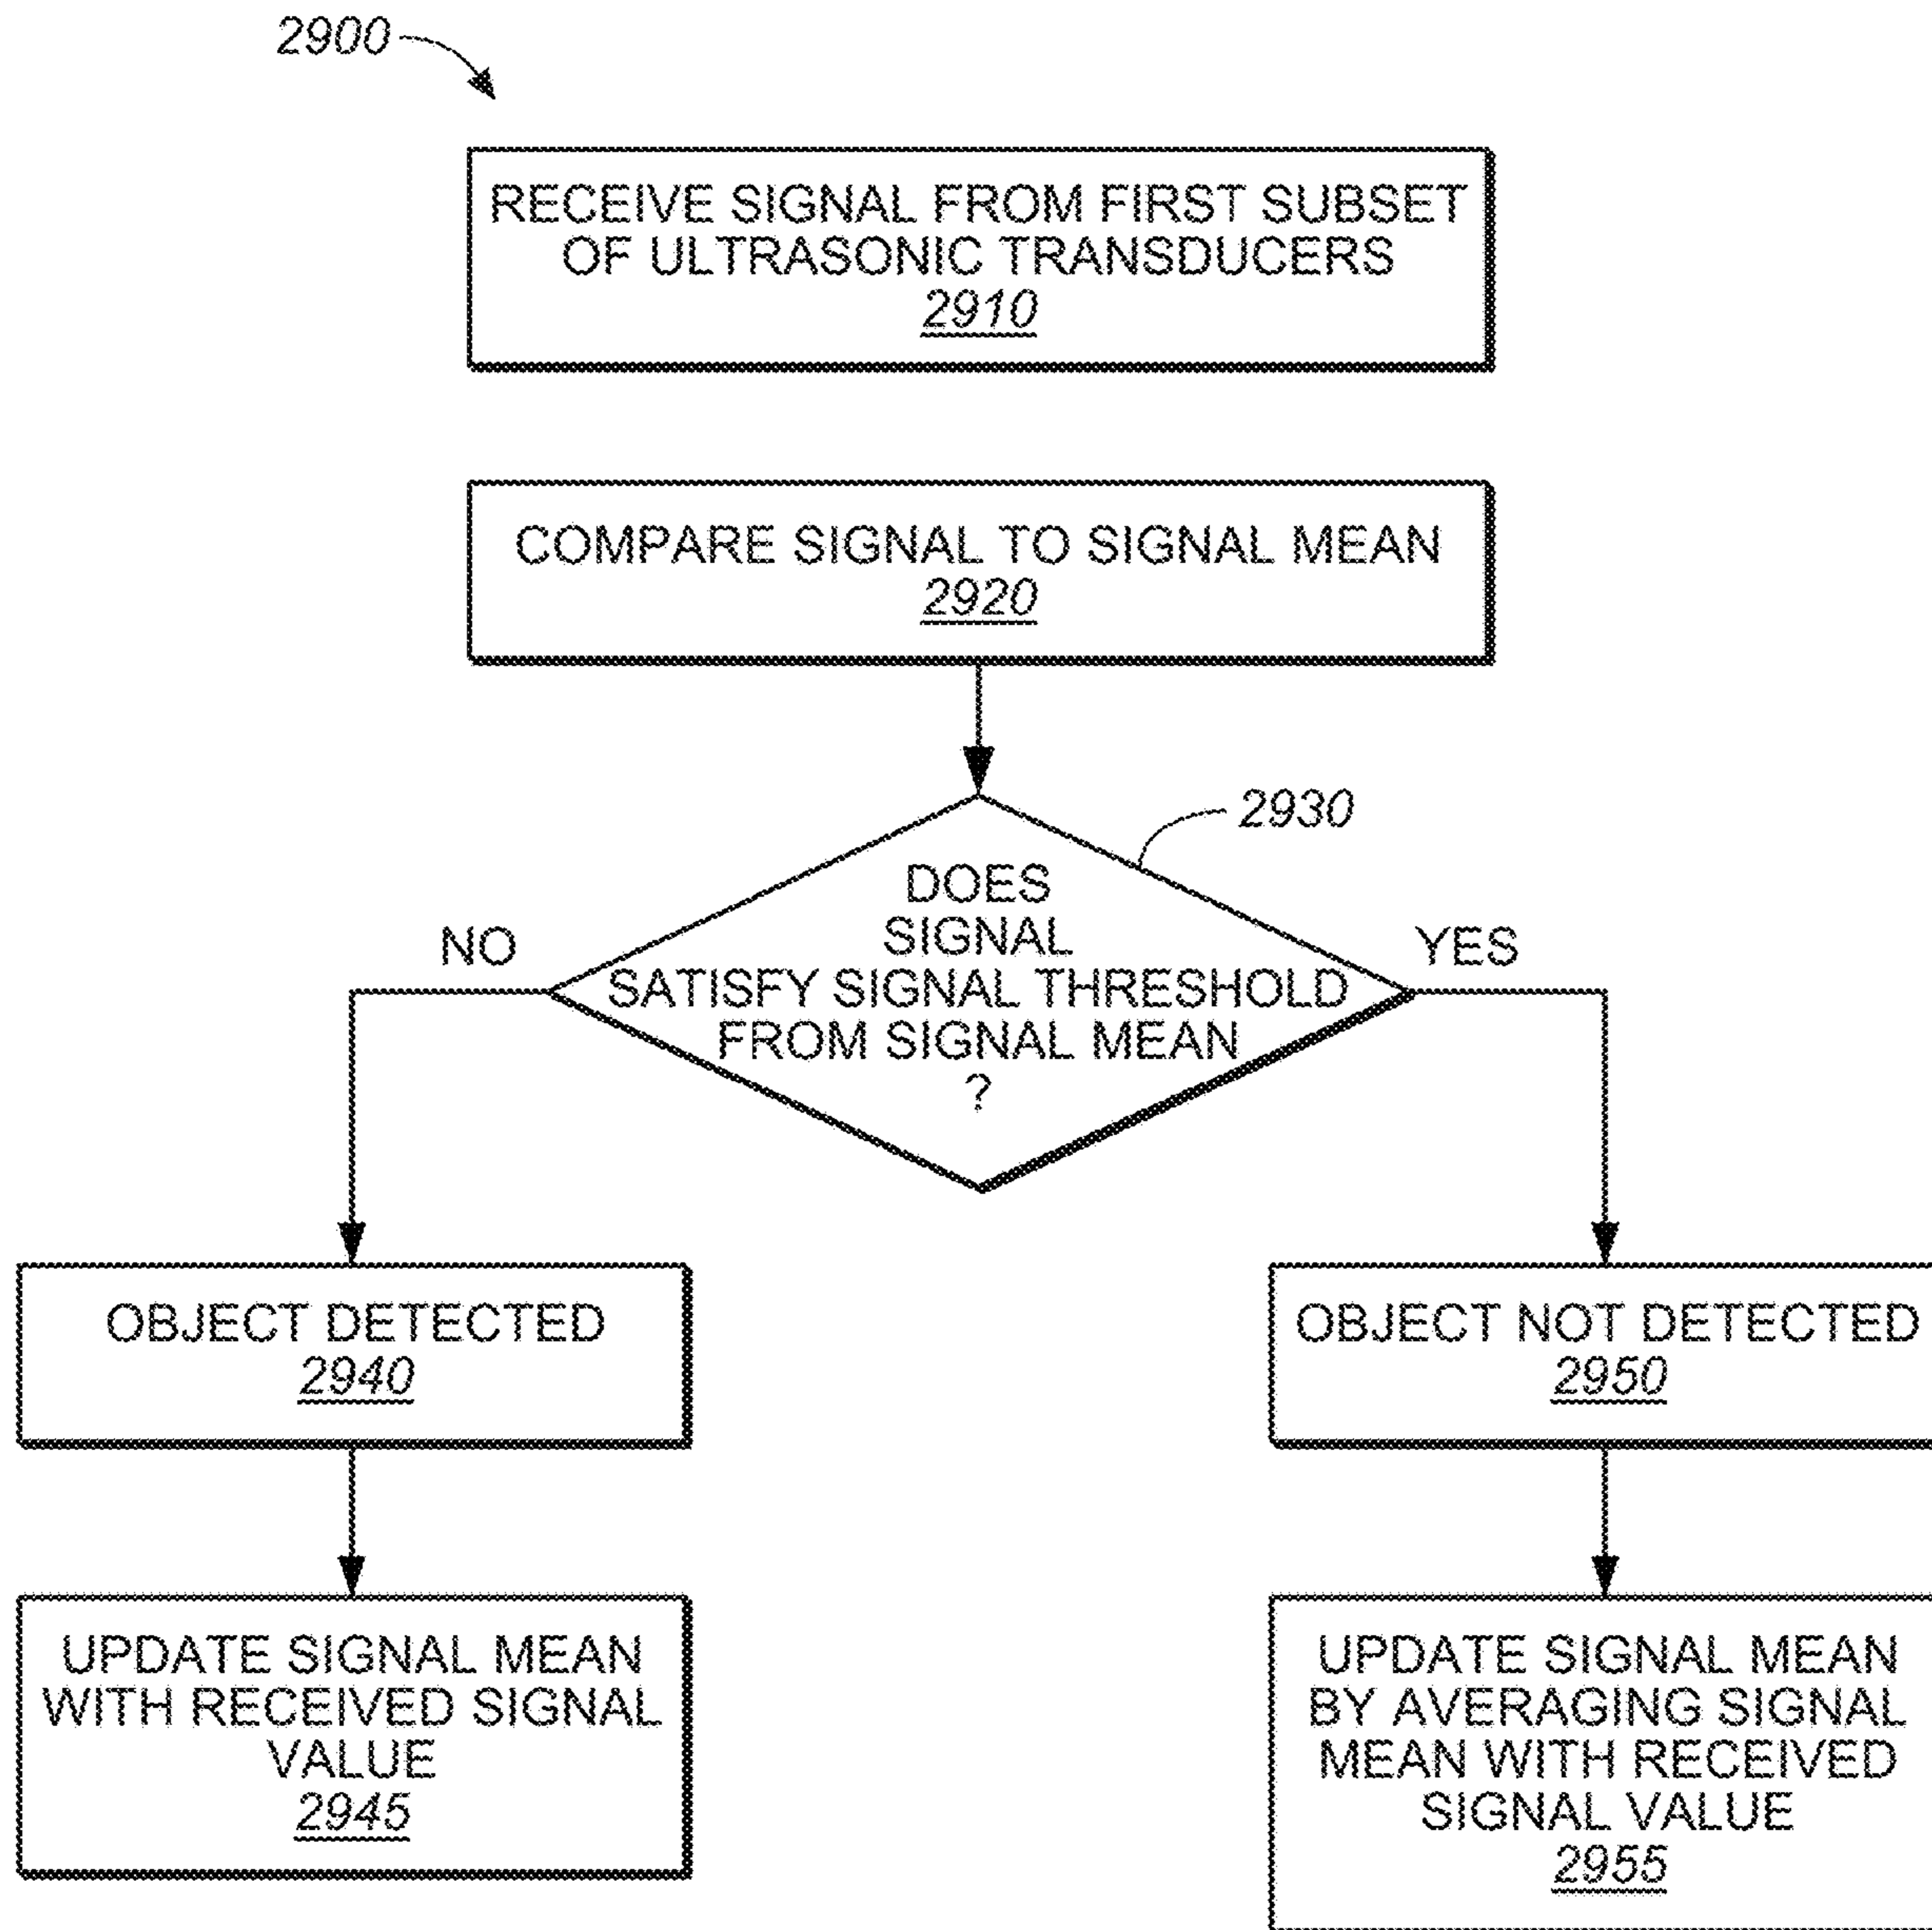 2900
RECEIVE SIGNAL FROM FIRST SUBSET
OF ULTRASONIC TRANSDUCERS
2910
COMPARE SIGNAL TO SIGNAL MEAN
2920
2930
DOES
SIGNAL
SATISFY SIGNAL THRESHOLD
FROM SIGNAL MEAN
?
NO
YES
OBJECT DETECTED
2940
OBJECT NOT DETECTED
2950
UPDATE SIGNAL MEAN
WITH RECEIVED SIGNAL
VALUE
2945
UPDATE SIGNAL MEAN
BY AVERAGING SIGNAL
MEAN WITH RECEIVED
SIGNAL VALUE
2955